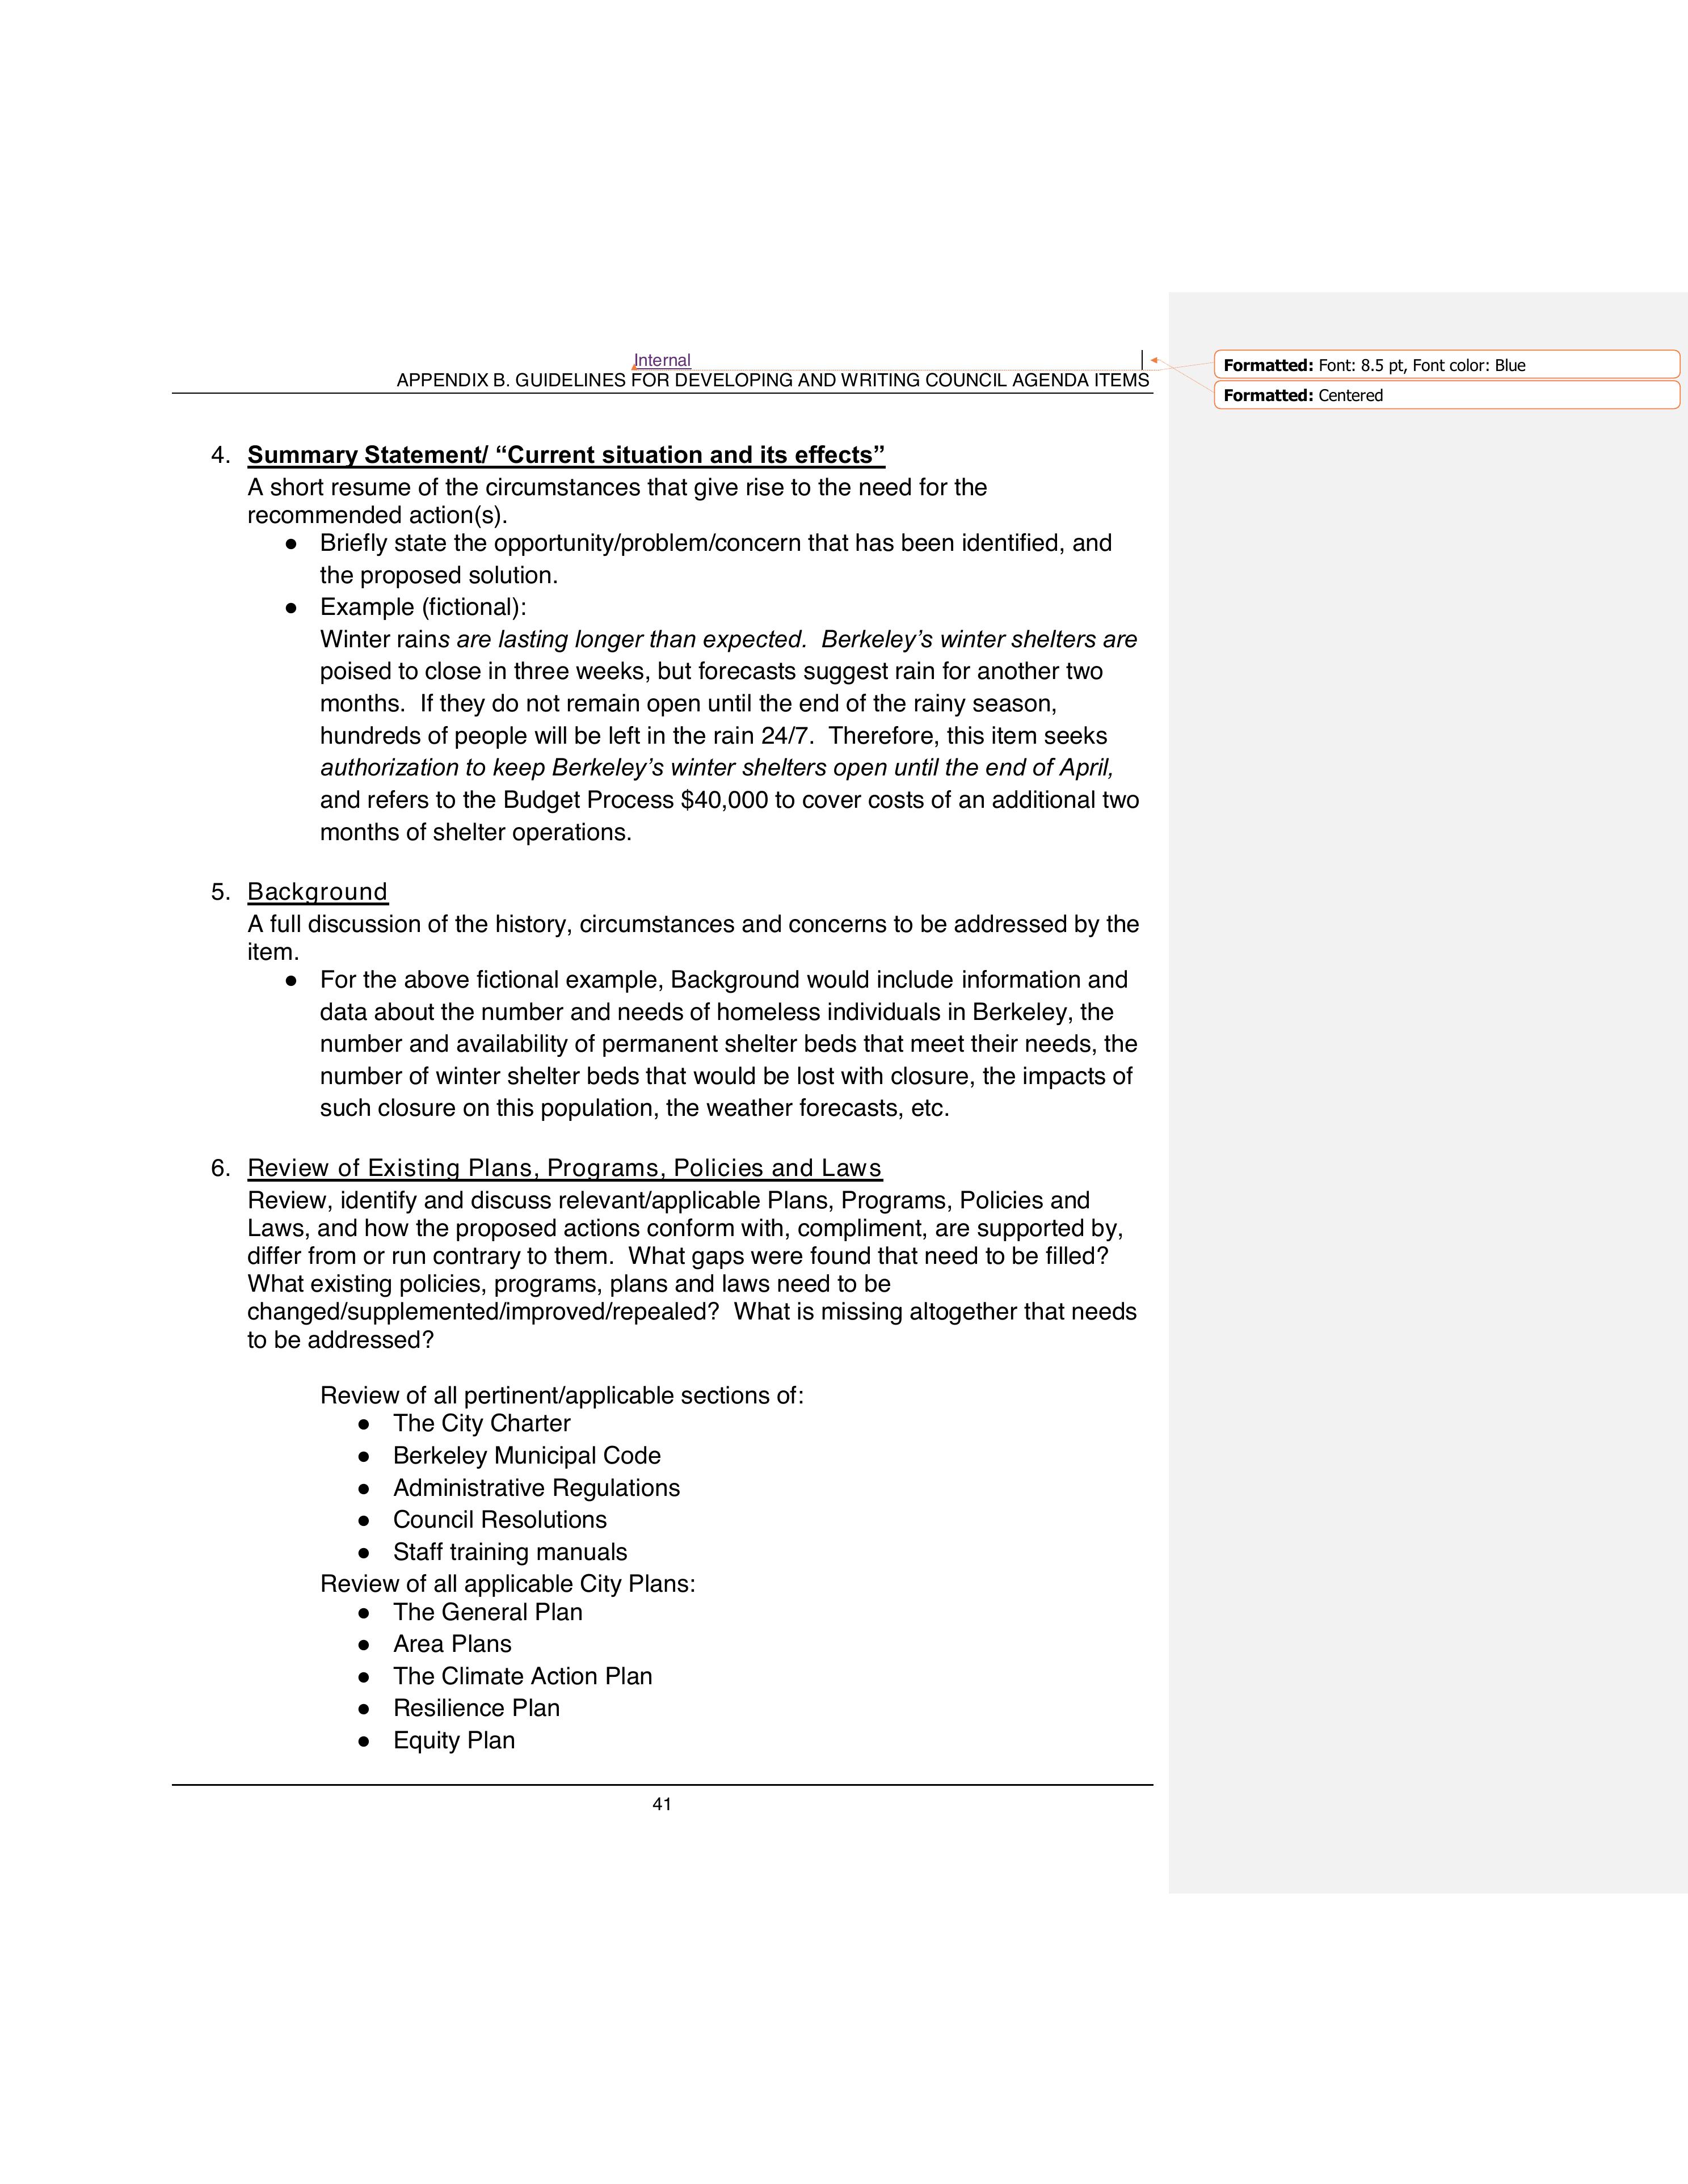 Internal
APPENDIX B. GUIDELINES FOR DEVELOPING AND WRITING COUNCIL AGENDA ITEMS
Formatted: Font: 8.5 pt, Font color: Blue
Formatted: Centered
4. Summary Statement/ “Current situation and its effects”
A short resume of the circumstances that give rise to the need for the
recommended action(s).
● Briefly state the opportunity/problem/concern that has been identified, and
the proposed solution.
● Example (fictional):
Winter rains are lasting longer than expected.  Berkeley’s winter shelters are
poised to close in three weeks, but forecasts suggest rain for another two
months.  If they do not remain open until the end of the rainy season,
hundreds of people will be left in the rain 24/7.  Therefore, this item seeks
authorization to keep Berkeley’s winter shelters open until the end of April,
and refers to the Budget Process $40,000 to cover costs of an additional two
months of shelter operations.
5. Background
A full discussion of the history, circumstances and concerns to be addressed by the
item.
● For the above fictional example, Background would include information and
data about the number and needs of homeless individuals in Berkeley, the
number and availability of permanent shelter beds that meet their needs, the
number of winter shelter beds that would be lost with closure, the impacts of
such closure on this population, the weather forecasts, etc.
6. Review of Existing Plans, Programs, Policies and Laws
Review, identify and discuss relevant/applicable Plans, Programs, Policies and
Laws, and how the proposed actions conform with, compliment, are supported by,
differ from or run contrary to them.  What gaps were found that need to be filled?
What existing policies, programs, plans and laws need to be
changed/supplemented/improved/repealed?  What is missing altogether that needs
to be addressed?
Review of all pertinent/applicable sections of:
● The City Charter
● Berkeley Municipal Code
● Administrative Regulations
● Council Resolutions
● Staff training manuals
Review of all applicable City Plans:
● The General Plan
● Area Plans
● The Climate Action Plan
● Resilience Plan
● Equity Plan
41